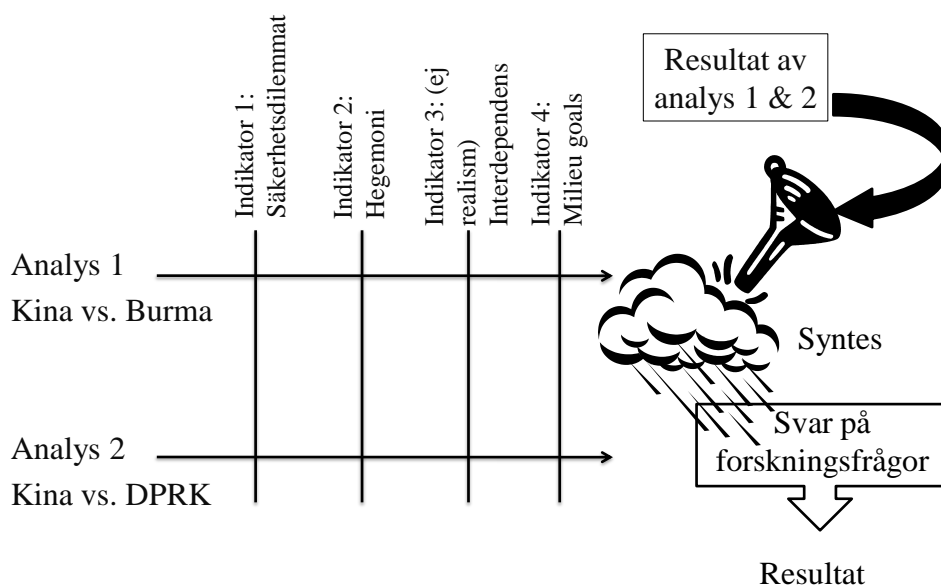 Indikator 1:
Säkerhetsdilemmat
Indikator 2:
Hegemoni
Indikator 3: (ej
realism)
Interdependens
Indikator 4:
Milieu goals
Resultat av
analys 1 & 2
Analys 1
Kina vs. Burma
Syntes
Analys 2
Kina vs. DPRK
Svar på
forskningsfrågor
Resultat